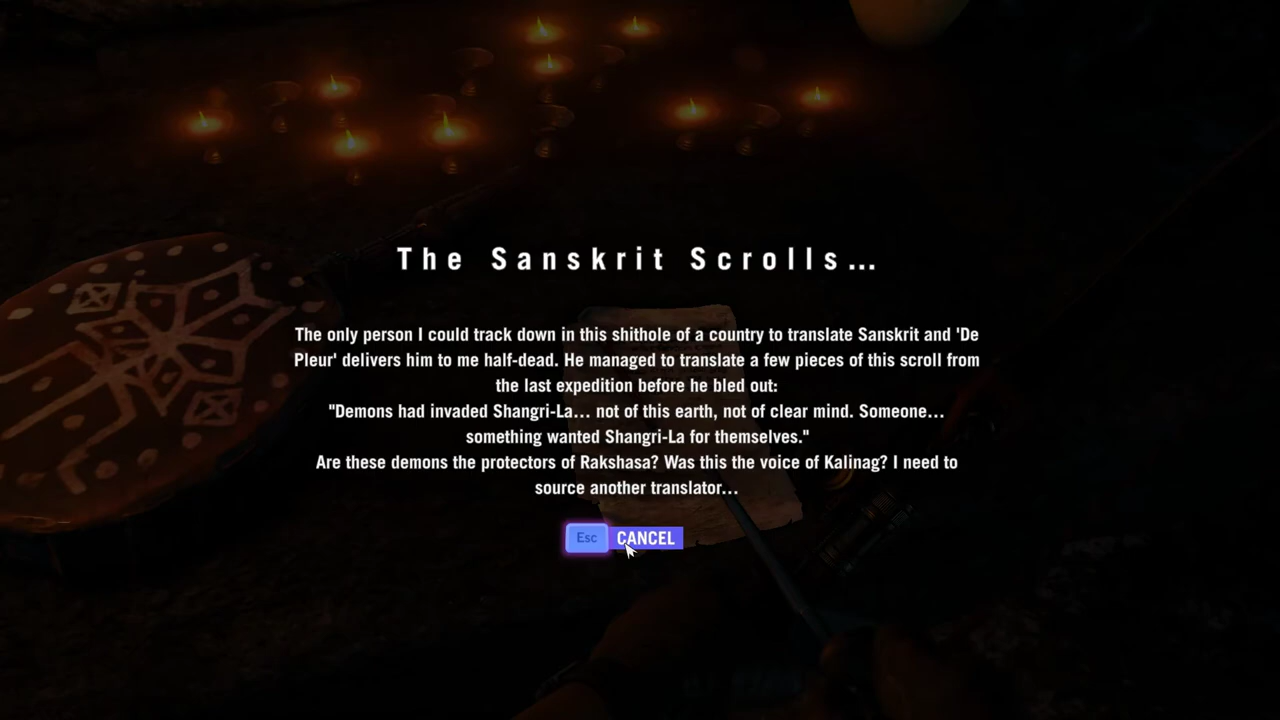 The Sanskrit Scrolls...
The only person I could track down in this shithole of a country to translate Sanskrit and 'De
Pleur' delivers him to me half-dead. He managed to translate a few pieces of this scroll from
the last expedition before he bled out:
"Demons had invaded Shangri-La... not of this earth, not of clear mind. Someone...
something wanted Shangri-La for themselves."
Are these demons the protectors of Rakshasa? Was this the voice of Kalinag? I need to
source another translator...
Esc CANCEL